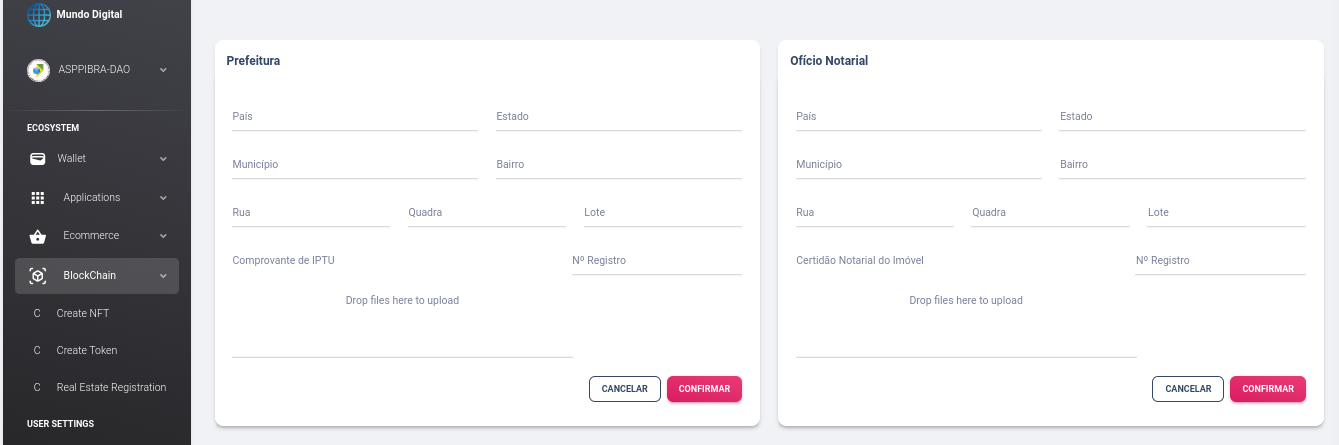 Mundo Digital
ASPPIBRA-DAO
ECOSYSTEM
Wallet
Applications
Ecommerce
BlockChain
C Create NFT
C Create Token
C Real Estate Registration
USER SETTINGS
Prefeitura
País Estado
Município Bairro
Rua Quadra Lote
Comprovante de IPTU Nº Registro
Drop files here to upload
CANCELAR CONFIRMAR
Ofício Notarial
País Estado
Município Bairro
Rua Quadra Lote
Certidão Notarial do Imóvel Nº Registro
Drop files here to upload
CANCELAR CONFIRMAR